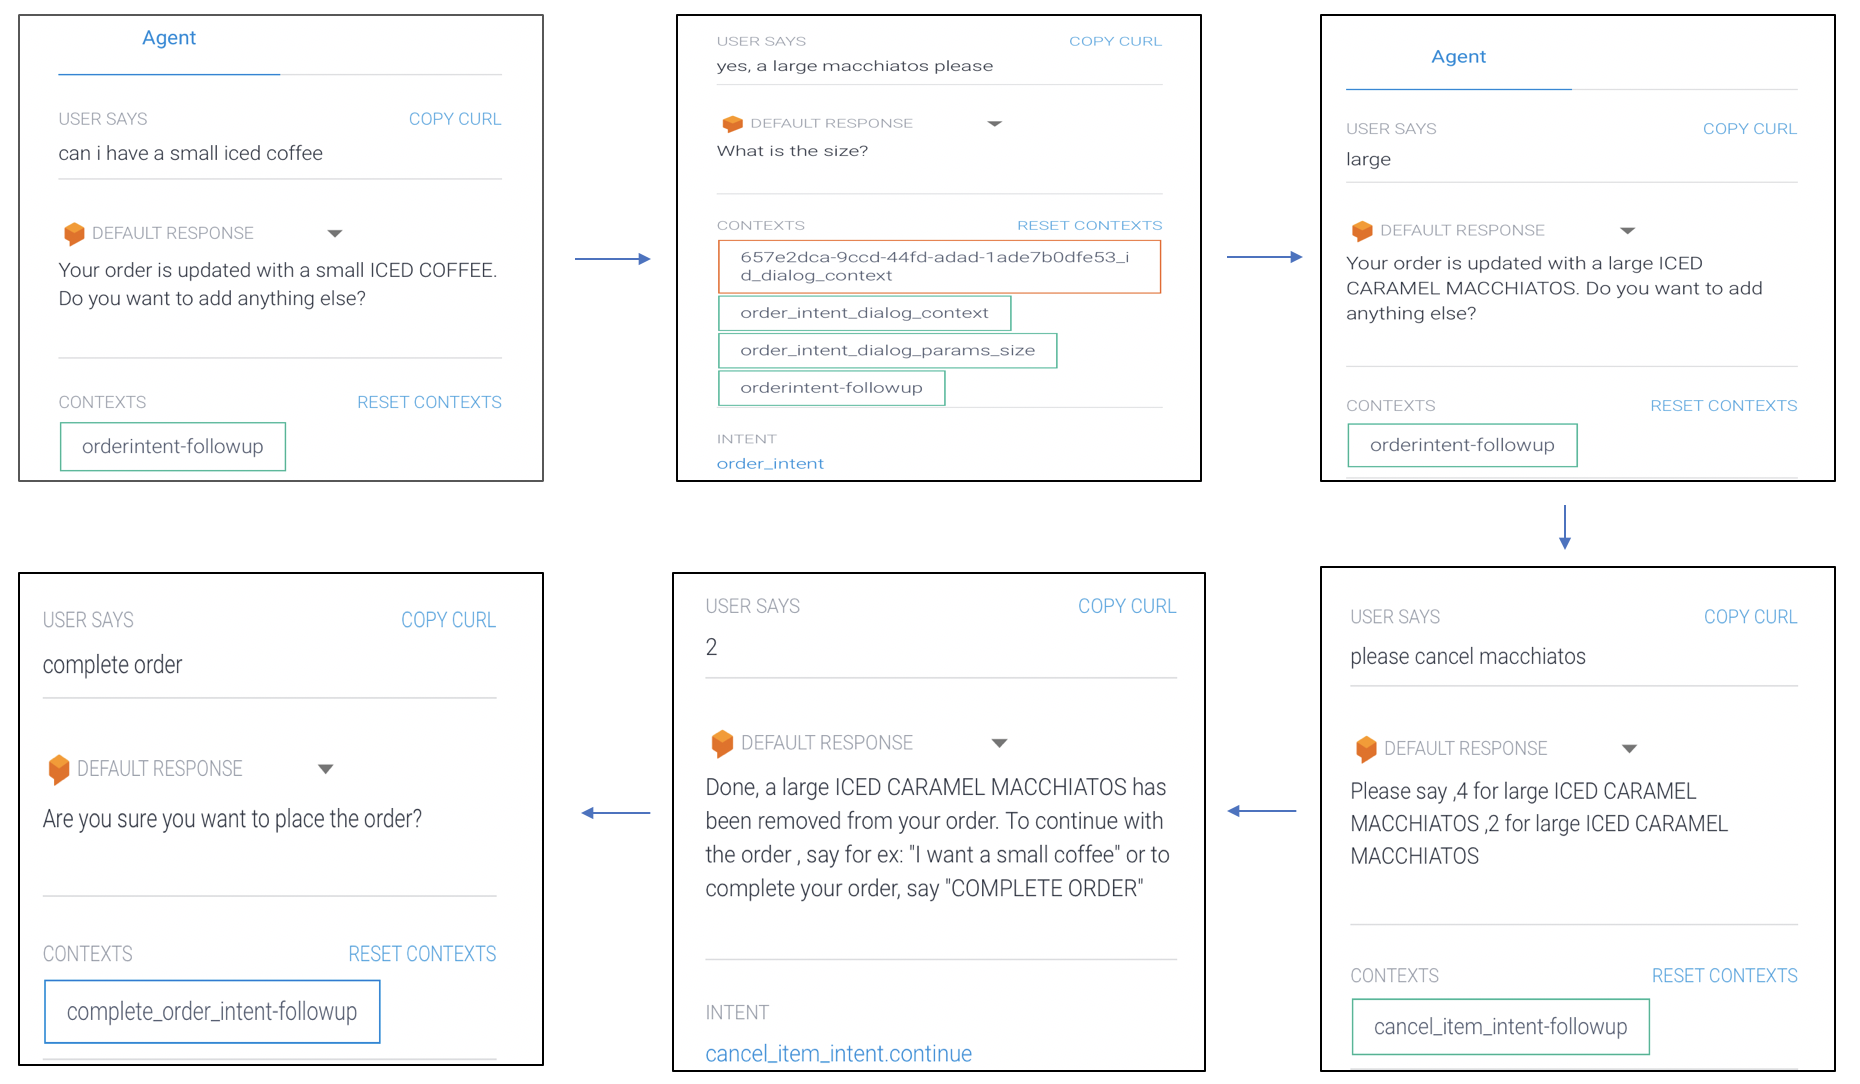 Agent
USER SAYS COPY CURL
can i have a small iced coffee
DEFAULT RESPONSE
Your order is updated with a small ICED COFFEE.
Do you want to add anything else?
CONTEXTS RESET CONTEXTS
orderintent-followup
USER SAYS COPY CURL
yes, a large macchiatos please
DEFAULT RESPONSE
What is the size?
CONTEXTS RESET CONTEXTS
657e2dca-9ccd-44fd-adad-1ade7b0dfe53_i
d_dialog_context
order_intent_dialog_context
order_intent_dialog_params_size
orderintent-followup
INTENT
order_intent
Agent
USER SAYS COPY CURL
large
DEFAULT RESPONSE
Your order is updated with a large ICED
CARAMEL MACCHIATOS. Do you want to add
anything else?
CONTEXTS RESET CONTEXTS
orderintent-followup
USER SAYS COPY CURL
please cancel macchiatos
DEFAULT RESPONSE
Please say ,4 for large ICED CARAMEL
MACCHIATOS ,2 for large ICED CARAMEL
MACCHIATOS
CONTEXTS RESET CONTEXTS
cancel_item_intent-followup
USER SAYS COPY CURL
2
DEFAULT RESPONSE
Done, a large ICED CARAMEL MACCHIATOS has
been removed from your order. To continue with
the order , say for ex: "I want a small coffee" or to
complete your order, say "COMPLETE ORDER"
INTENT
cancel_item_intent.continue
USER SAYS COPY CURL
complete order
DEFAULT RESPONSE
Are you sure you want to place the order?
CONTEXTS RESET CONTEXTS
complete_order_intent-followup